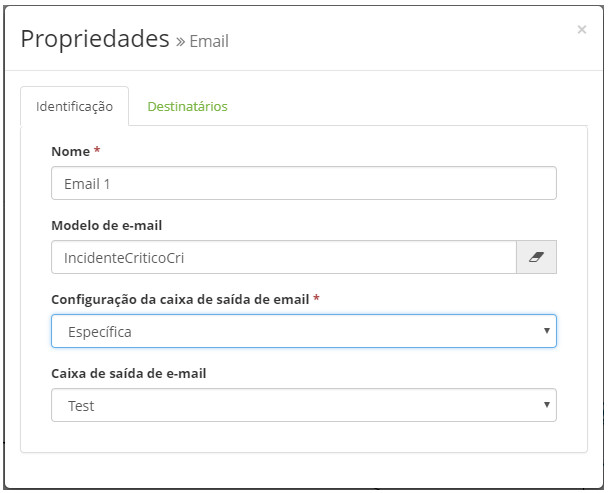 Propriedades » Email
×
Identificação
Destinatários
Nome *
Email 1
Modelo de e-mail
IncidenteCriticoCri
Configuração da caixa de saída de email *
Específica
Caixa de saída de e-mail
Test